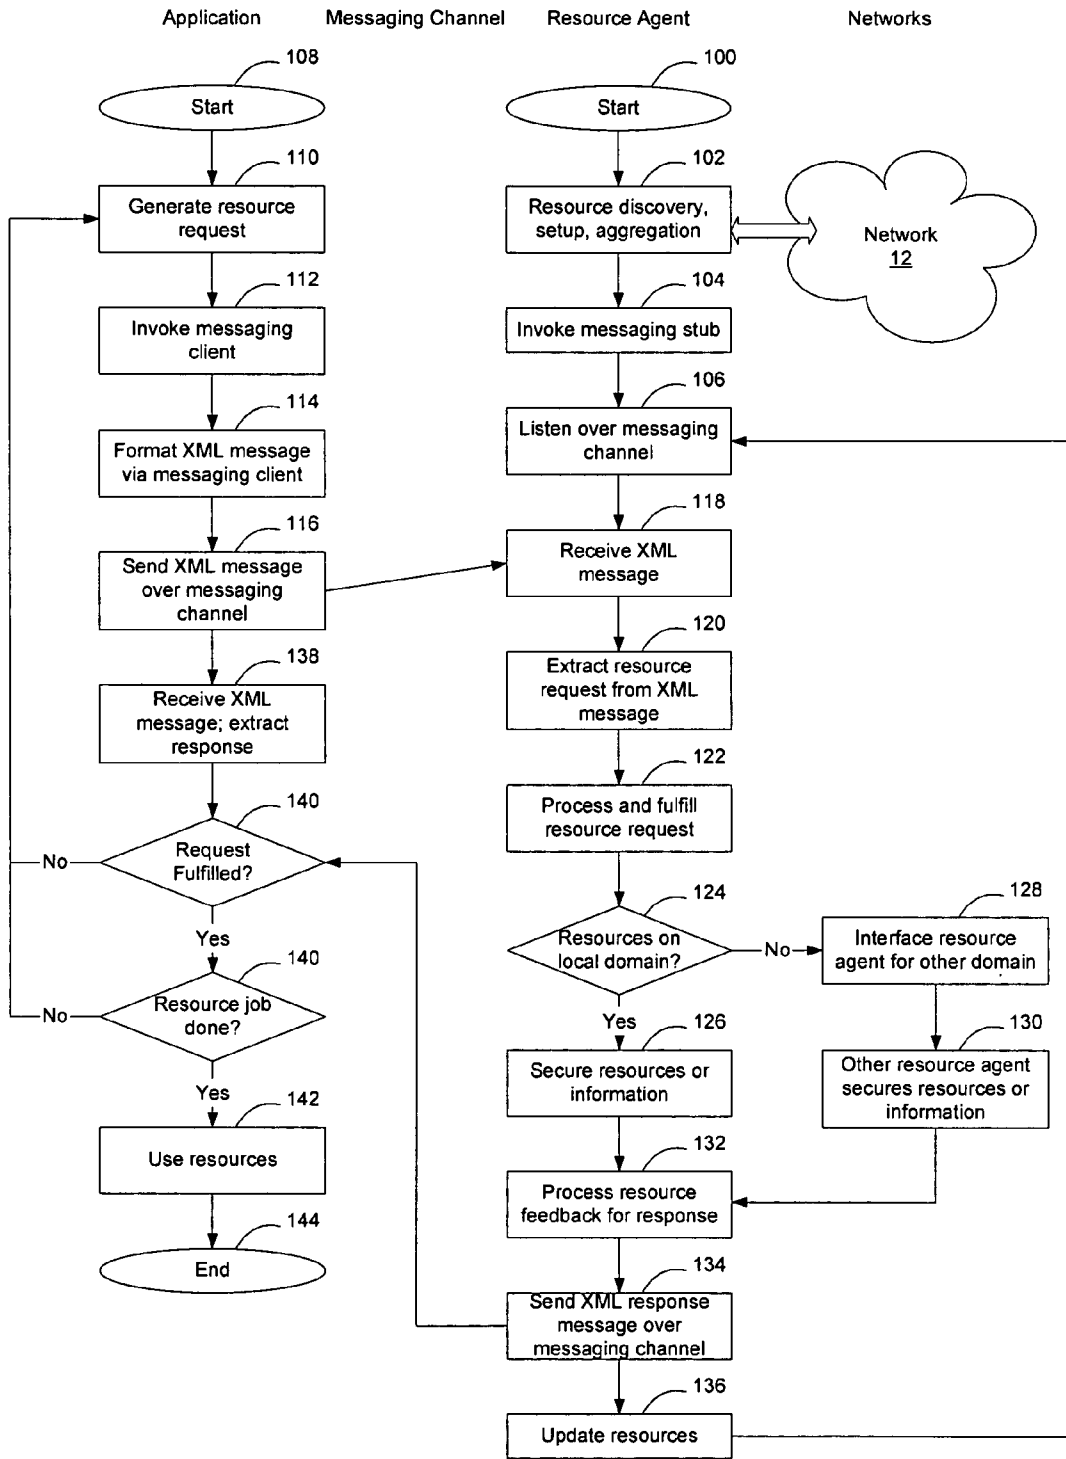 Application
Messaging Channel
Resource Agent
Networks
108
Start
110
Generate resource
request
112
Invoke messaging
client
114
Format XML message
via messaging client
116
Send XML message
over messaging
channel
138
Receive XML
message; extract
response
140
Request
Fulfilled?
No
Yes
140
Resource job
done?
No
Yes
142
Use resources
144
End
100
Start
102
Resource discovery,
setup, aggregation
Network
12
104
Invoke messaging stub
106
Listen over messaging
channel
118
Receive XML
message
120
Extract resource
request from XML
message
122
Process and fulfill
resource request
124
Resources on
local domain?
No
Yes
128
Interface resource
agent for other domain
126
Secure resources or
information
130
Other resource agent
secures resources or
information
132
Process resource
feedback for response
134
Send XML response
message over
messaging channel
136
Update resources